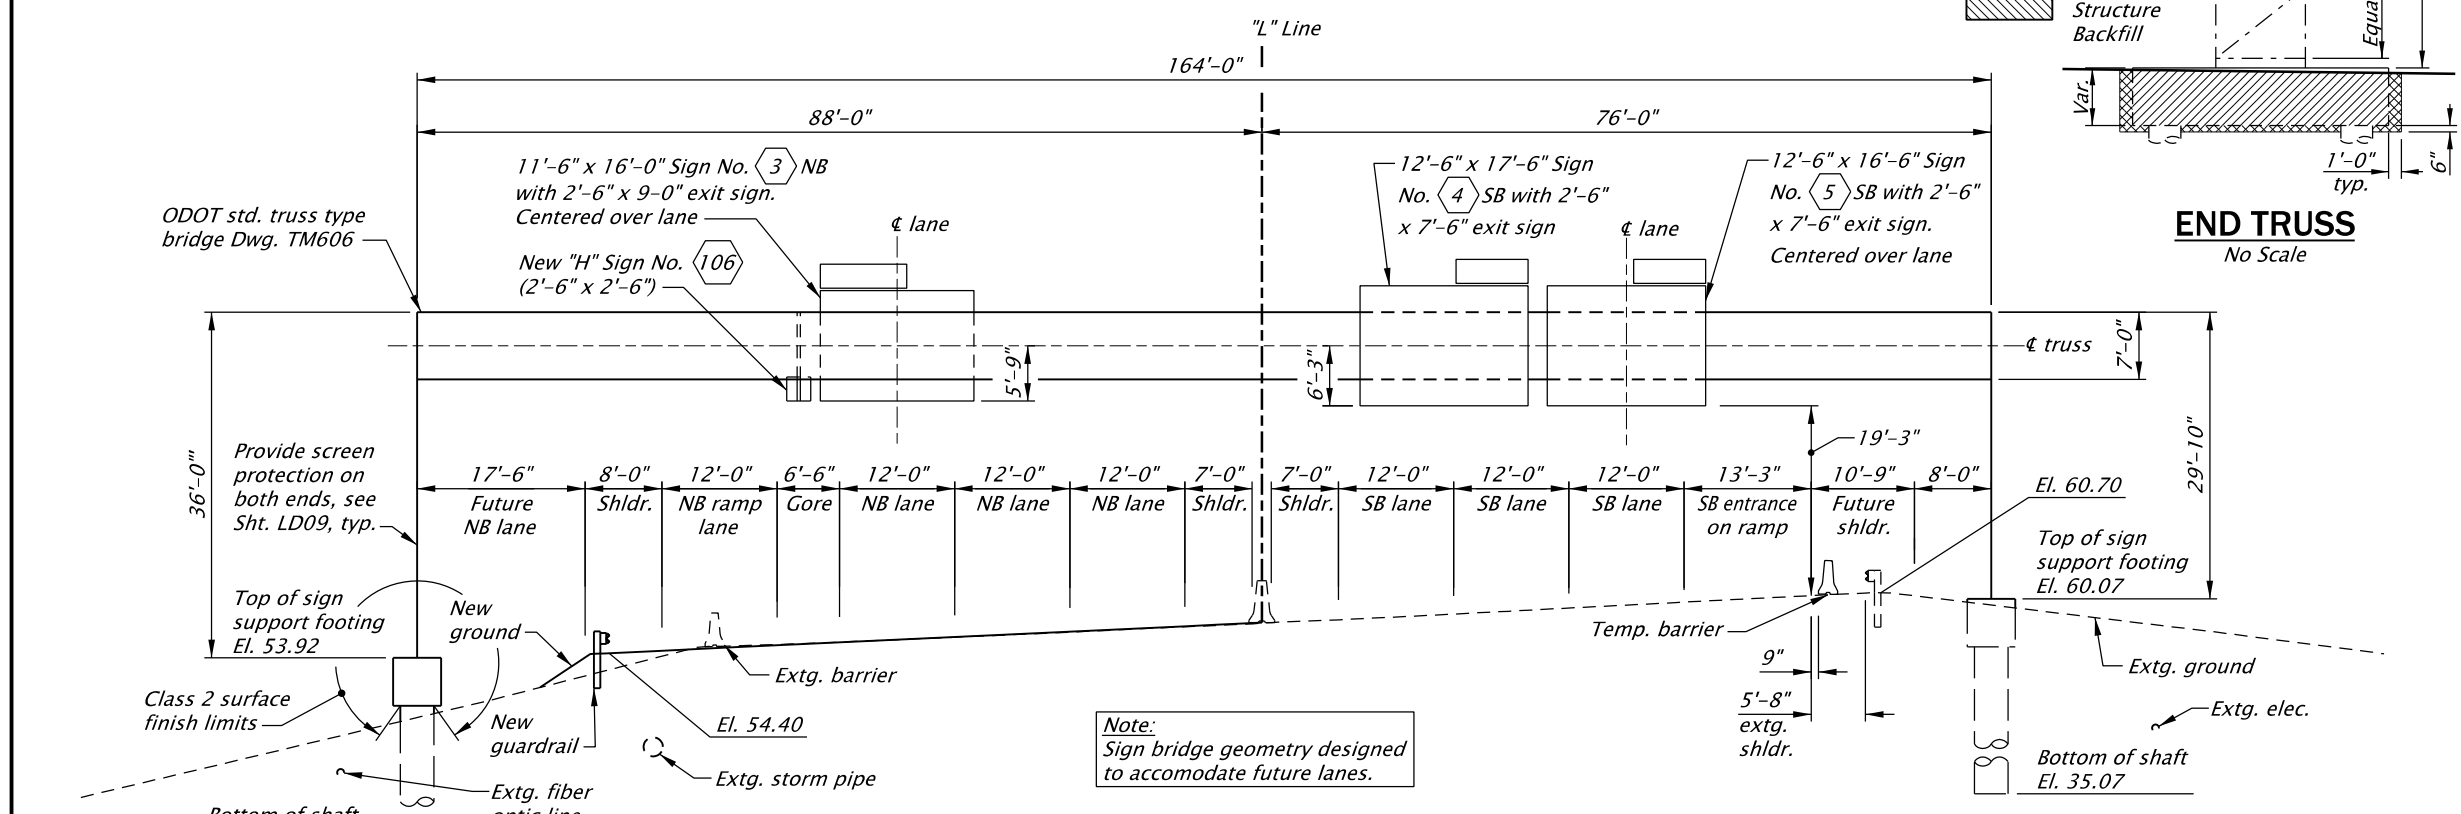 "L" Line
164'-0"
88'-0"
76'-0"
Structure
Backfill
Var.
1'-0"
typ.
6"
END TRUSS
No Scale
11'-6" x 16'-0" Sign No. 3 NB
with 2'-6" x 9-0" exit sign.
Centered over lane
New "H" Sign No. 106
(2'-6" x 2'-6")
ODOT std. truss type
bridge Dwg. TM606
℄ lane
12'-6" x 17'-6" Sign
No. 4 SB with 2'-6"
x 7'-6" exit sign
℄ lane
12'-6" x 16'-6" Sign
No. 5 SB with 2'-6"
x 7'-6" exit sign.
Centered over lane
℄ truss
7'-0"
5'-9"
6'-3"
19'-3"
36'-0'"
29'-10"
Provide screen
protection on
both ends, see
Sht. LD09, typ.
17'-6"
Future
NB lane
8'-0"
Shldr.
12'-0"
NB ramp
lane
6'-6"
Gore
12'-0"
NB lane
12'-0"
NB lane
12'-0"
NB lane
7'-0"
Shldr.
7'-0"
Shldr.
12'-0"
SB lane
12'-0"
SB lane
12'-0"
SB lane
13'-3"
SB entrance
on ramp
10'-9"
Future
shldr.
8'-0"
El. 60.70
Top of sign
support footing
El. 60.07
Top of sign
support footing
El. 53.92
New
ground
Class 2 surface
finish limits
New
guardrail
Extg. barrier
El. 54.40
Extg. storm pipe
Extg. fiber
optic line
Bottom of shaft
Note:
Sign bridge geometry designed
to accomodate future lanes.
Temp. barrier
9"
5'-8"
extg.
shldr.
Extg. ground
Extg. elec.
Bottom of shaft
El. 35.07